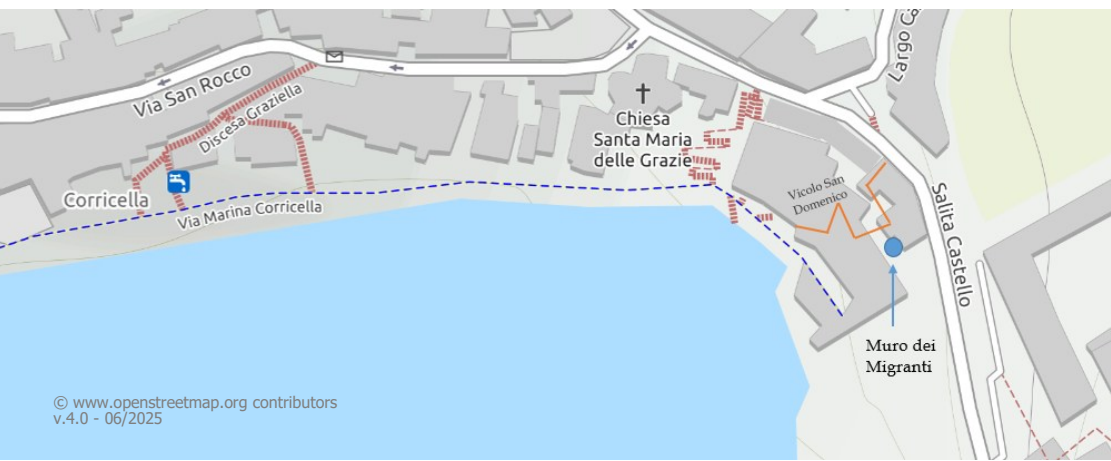 Via San Rocco
Discesa Graziella
Corricella
Via Marina Corricella
Chiesa
Santa Maria
delle Grazie
Largo Ca
Vicolo San
Domenico
Salita Castello
Muro dei
Migranti
© www.openstreetmap.org contributors
v.4.0 - 06/2025